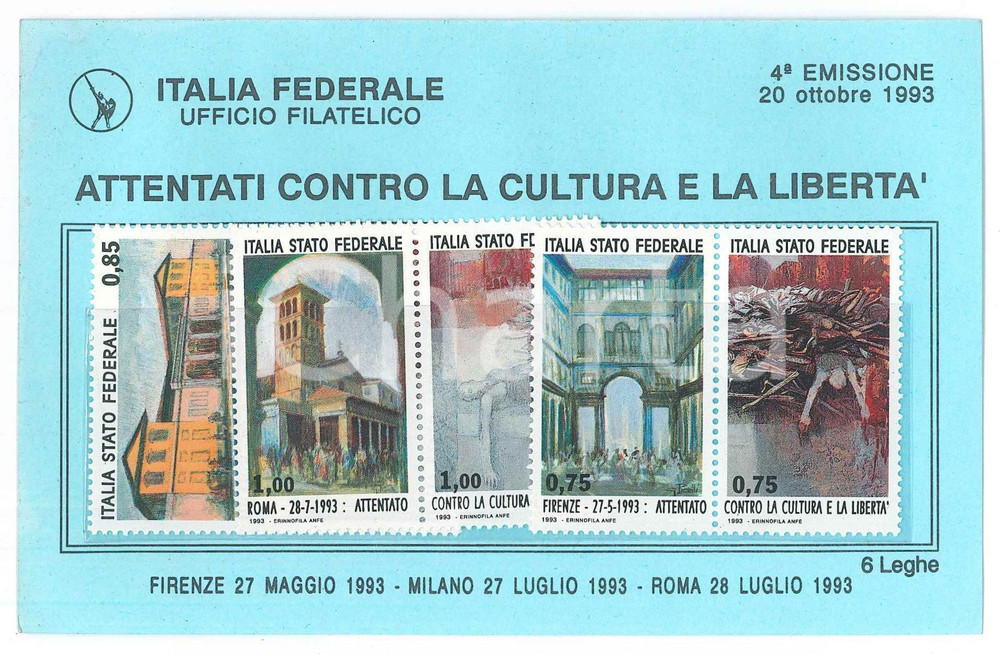 ITALIA FEDERALE
UFFICIO FILATELICO
4ª EMISSIONE
20 ottobre 1993
ATTENTATI CONTRO LA CULTURA E LA LIBERTA'
ITALIA STATO FEDERALE
0,85
ITALIA STATO FEDERALE
1,00
ROMA - 28-7-1993 : ATTENTATO
1993 - ERINNOFILA ANFE
ITALIA STATO FE
1,00
CONTRO LA CULTURA
1993 - ERINNOFILA ANFE
ITALIA STATO FEDERALE
0,75
FIRENZE - 27-5-1993 : ATTENTATO
1993 - ERINNOFILA ANFE
ITALIA STATO FEDERALE
0,75
CONTRO LA CULTURA E LA LIBERTA'
1993 - ERINNOFILA ANFE
6 Leghe
FIRENZE 27 MAGGIO 1993 - MILANO 27 LUGLIO 1993 - ROMA 28 LUGLIO 1993